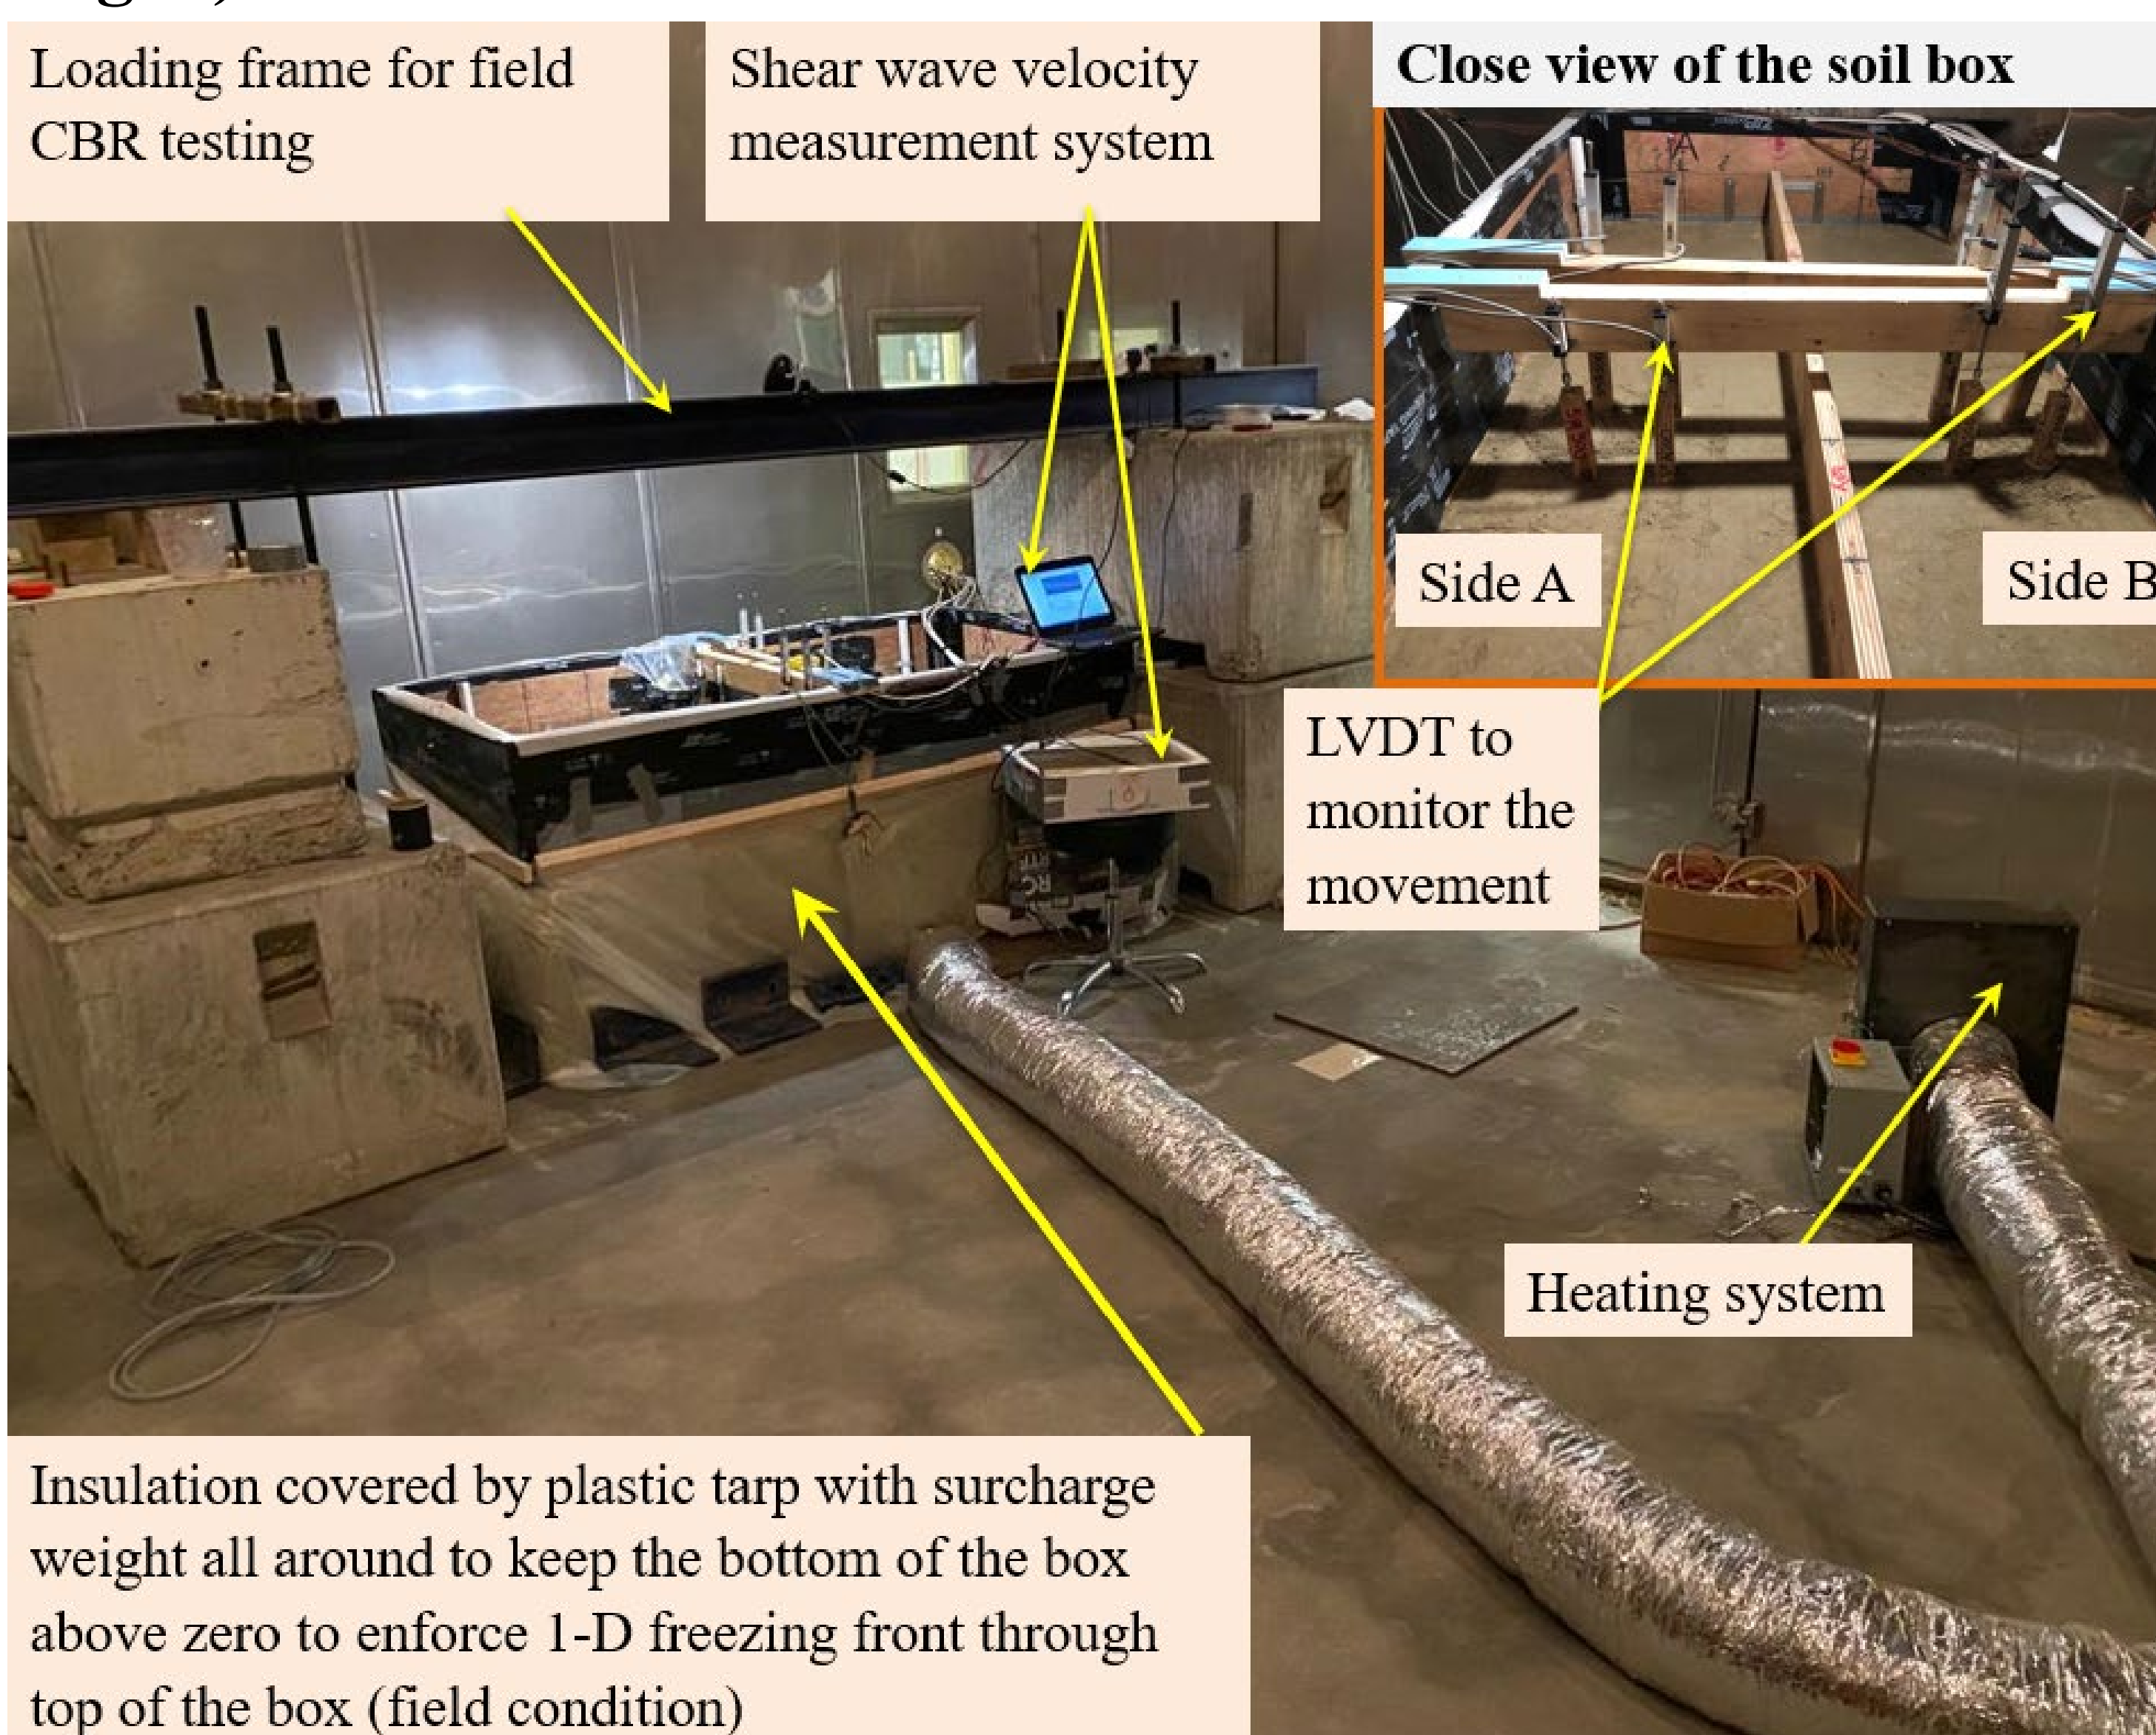 Loading frame for field
CBR testing
Shear wave velocity
measurement system
Close view of the soil box
Side A
Side B
LVDT to
monitor the
movement
Heating system
Insulation covered by plastic tarp with surcharge
weight all around to keep the bottom of the box
above zero to enforce 1-D freezing front through
top of the box (field condition)